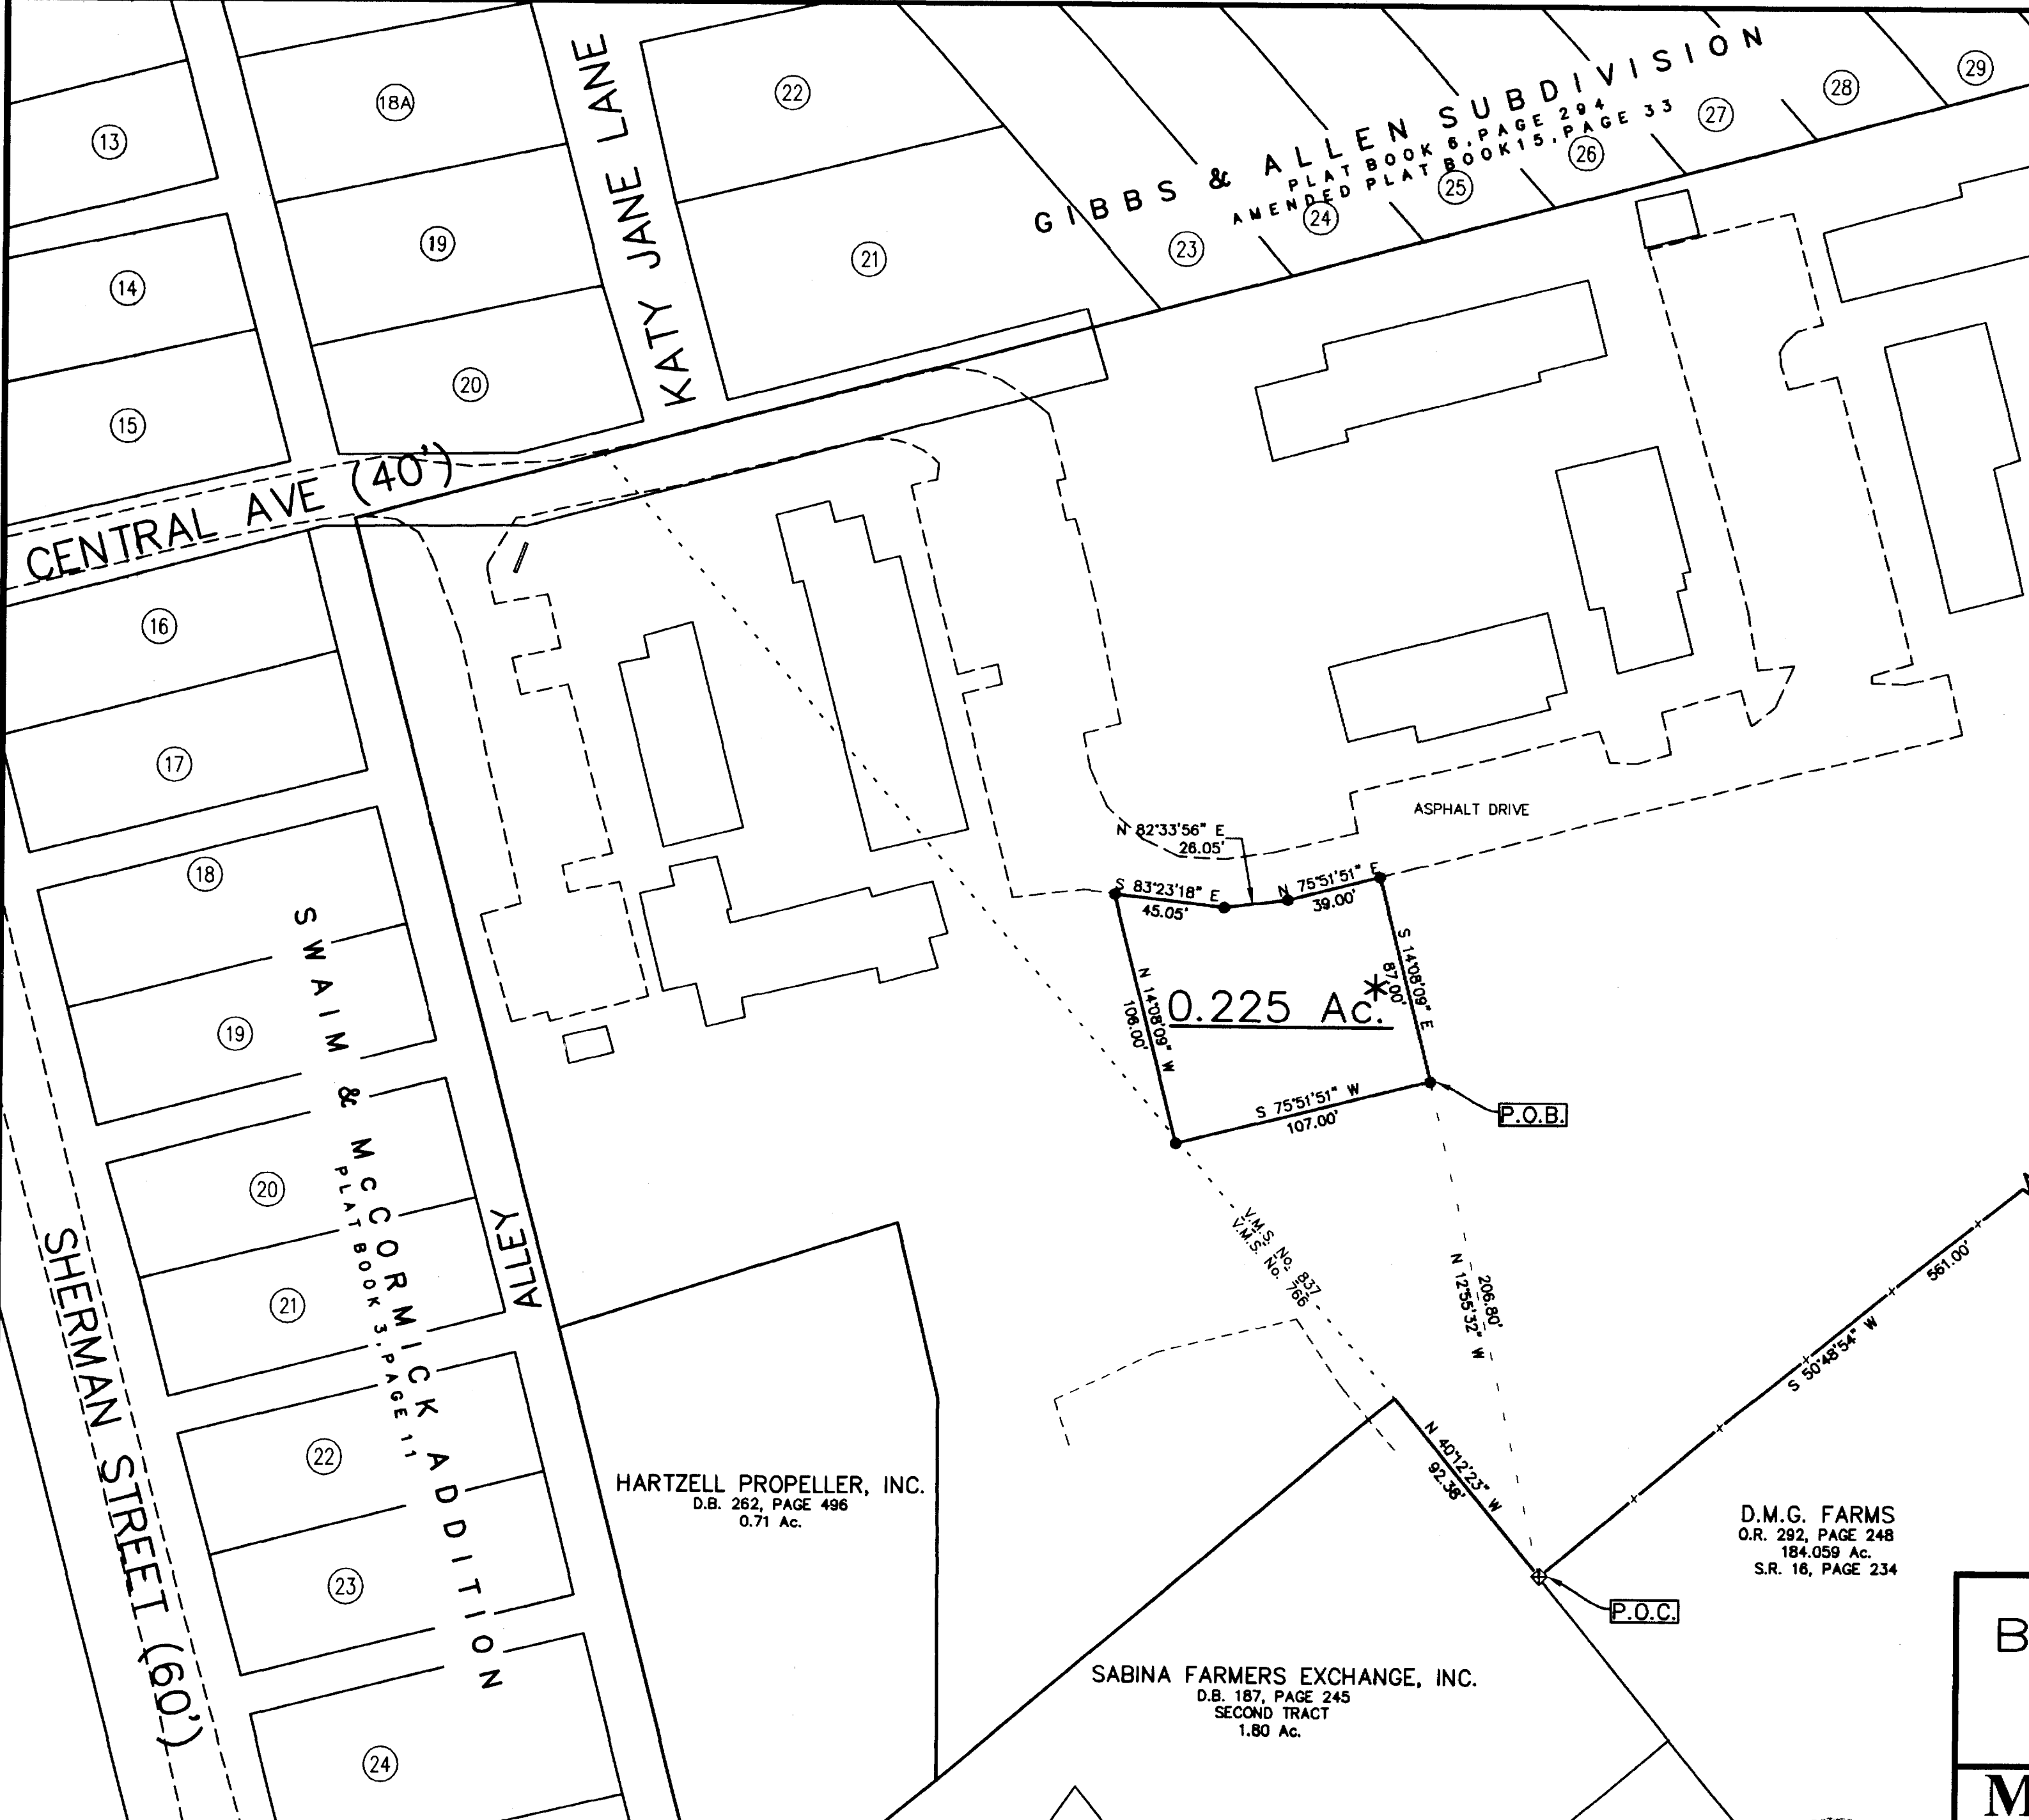 13
18A
22
28
29
27
GIBBS & ALLEN SUBDIVISION
PLAT BOOK 6, PAGE 294
AMENDED PLAT BOOK15, PAGE 33
26
25
24
23
KATY JANE LANE
19
21
14
20
15
CENTRAL AVE (40')
16
17
18
19
20
21
22
23
24
SWAIM & MCCORMICK ADDITION
PLAT BOOK 3, PAGE 11
SHERMAN STREET (60')
ALLEY
ASPHALT DRIVE
N 82°33'56" E
26.05'
S 83°23'18" E
45.05'
N 75°51'51" E
39.00'
S 14°08'09" E
87.00'
N 14°08'09" W
106.00'
0.225 Ac.*
S 75°51'51" W
107.00'
P.O.B.
V.M.S. No. 837
V.M.S. No. 766
206.80'
N 12°55'32" W
561.00'
S 50°48'54" W
N 40°12'23" W
92.38'
HARTZELL PROPELLER, INC.
D.B. 262, PAGE 496
0.71 Ac.
D.M.G. FARMS
O.R. 292, PAGE 248
184.059 Ac.
S.R. 16, PAGE 234
P.O.C.
SABINA FARMERS EXCHANGE, INC.
D.B. 187, PAGE 245
SECOND TRACT
1.80 Ac.
B
M